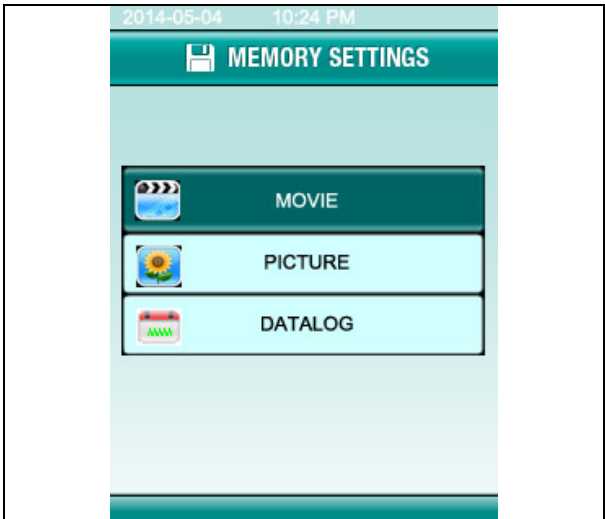 2014-05-04 10:24 PM
MEMORY SETTINGS
MOVIE
PICTURE
DATALOG